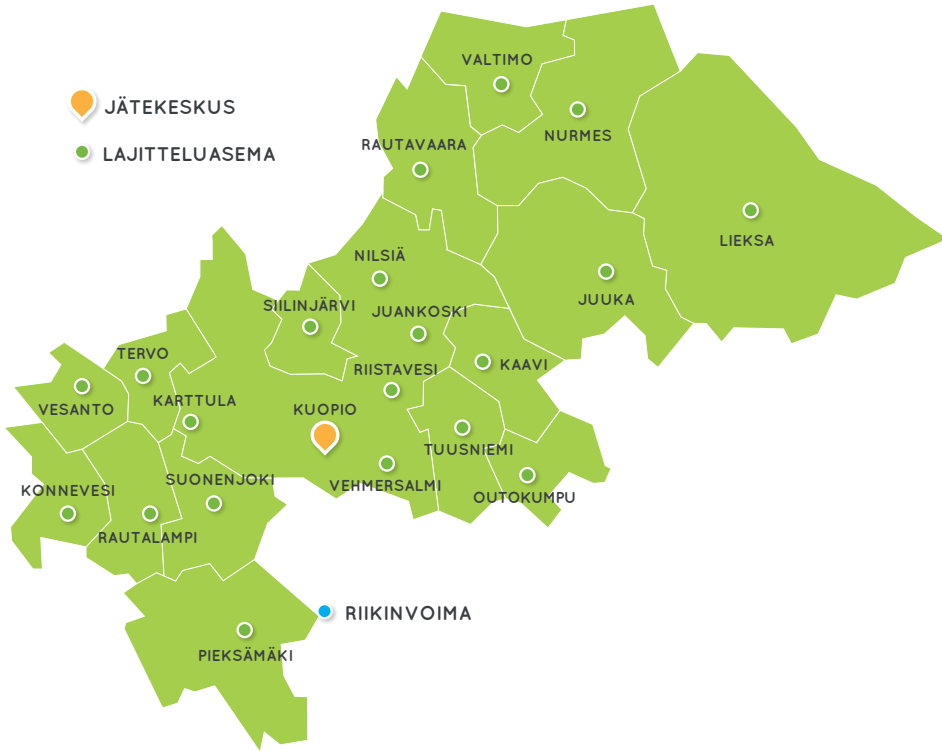 JÄTEKESKUS
LAJITTELUASEMA
VALTIMO
NURMES
RAUTAVAARA
LIEKSA
NILSIÄ
JUUKA
SIILINJÄRVI
JUANKOSKI
TERVO
KAAVI
RIISTAVESI
VESANTO
KARTTULA
KUOPIO
TUUSNIEMI
SUONENJOKI
VEHMERSALMI
KONNEVESI
OUTOKUMPU
RAUTALAMPI
RIIKINVOIMA
PIEKSÄMÄKI